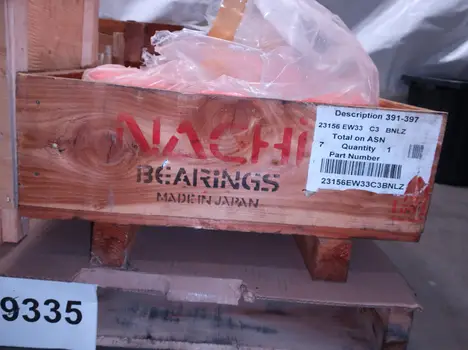 NACHI
BEARINGS
MADE IN JAPAN
Description 391-397
23156 EW33 C3 BNLZ
Total on ASN
7 Quantity 1
Part Number
23156EW33C3BNLZ
9335